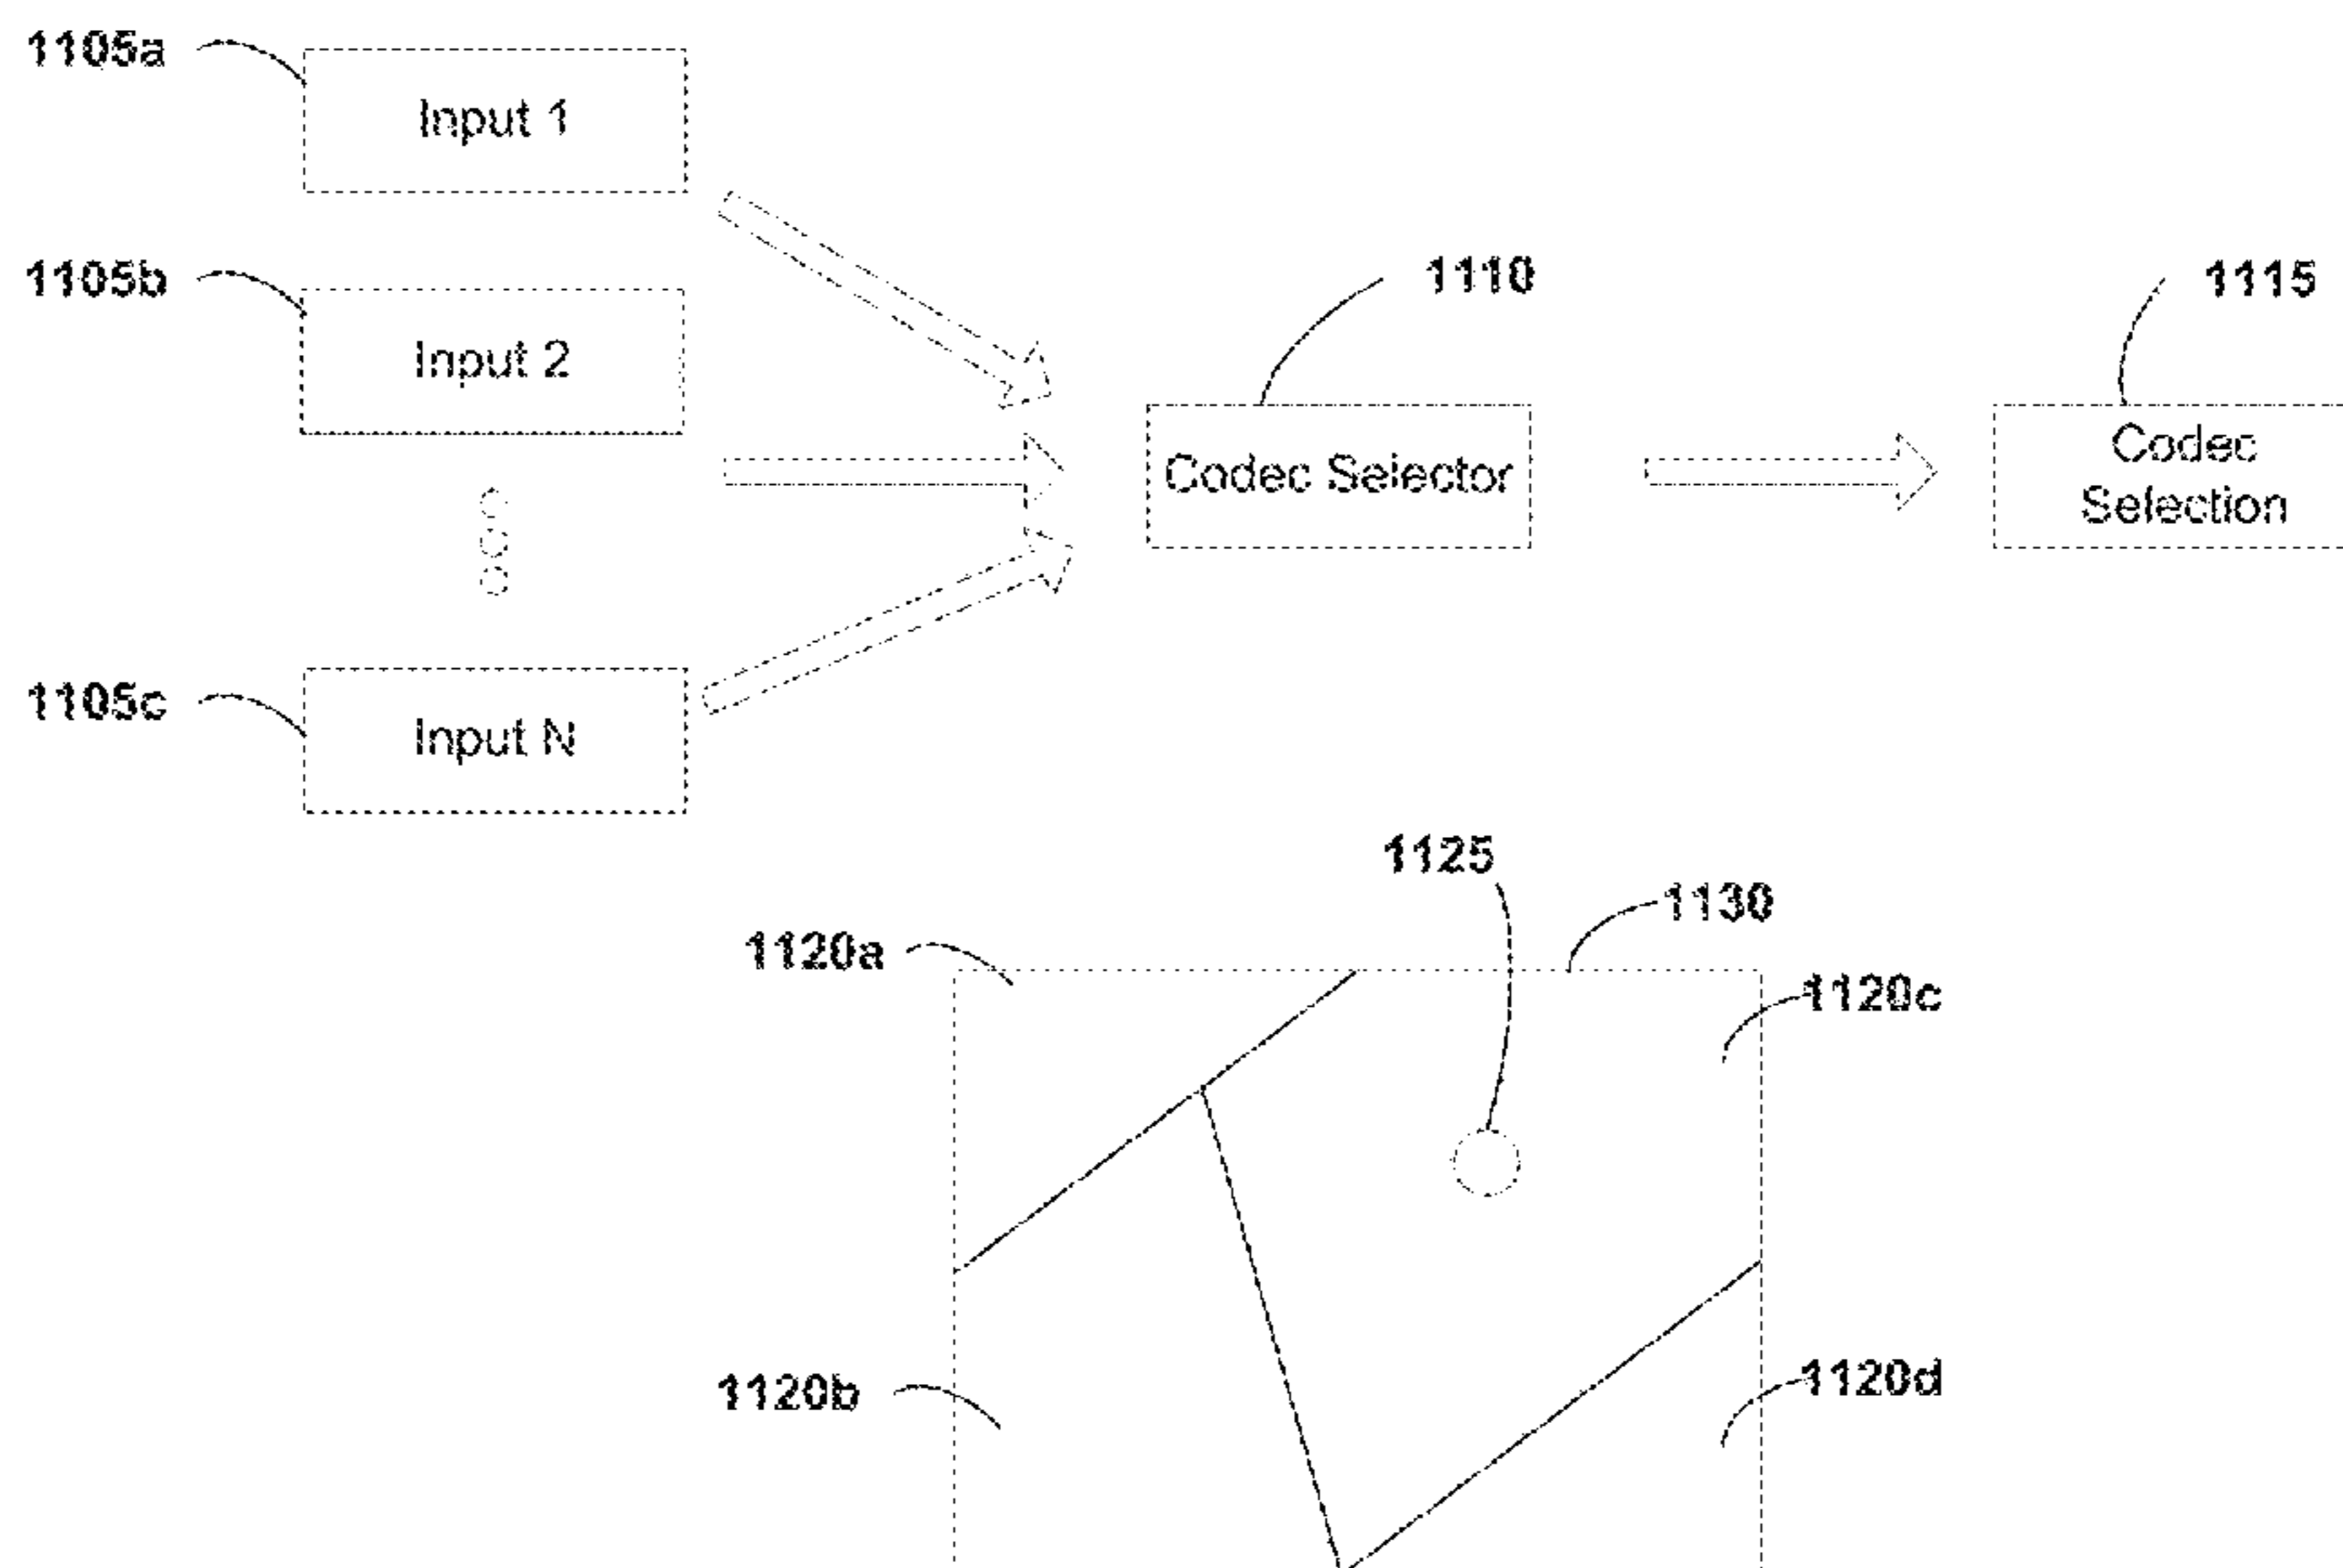 1105a
Input 1
1105b
Input 2
1110
1115
Codec Selector
Codec
Selection
1105c
Input N
1125
1130
1120a
1120c
1120b
1120d